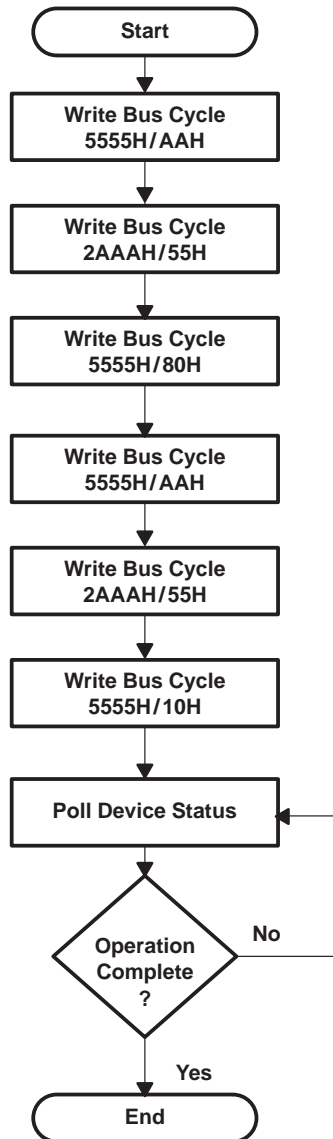 Start
Write Bus Cycle
5555H/AAH
Write Bus Cycle
2AAAH/55H
Write Bus Cycle
5555H/80H
Write Bus Cycle
5555H/AAH
Write Bus Cycle
2AAAH/55H
Write Bus Cycle
5555H/10H
Poll Device Status
Operation
Complete
?
No
Yes
End